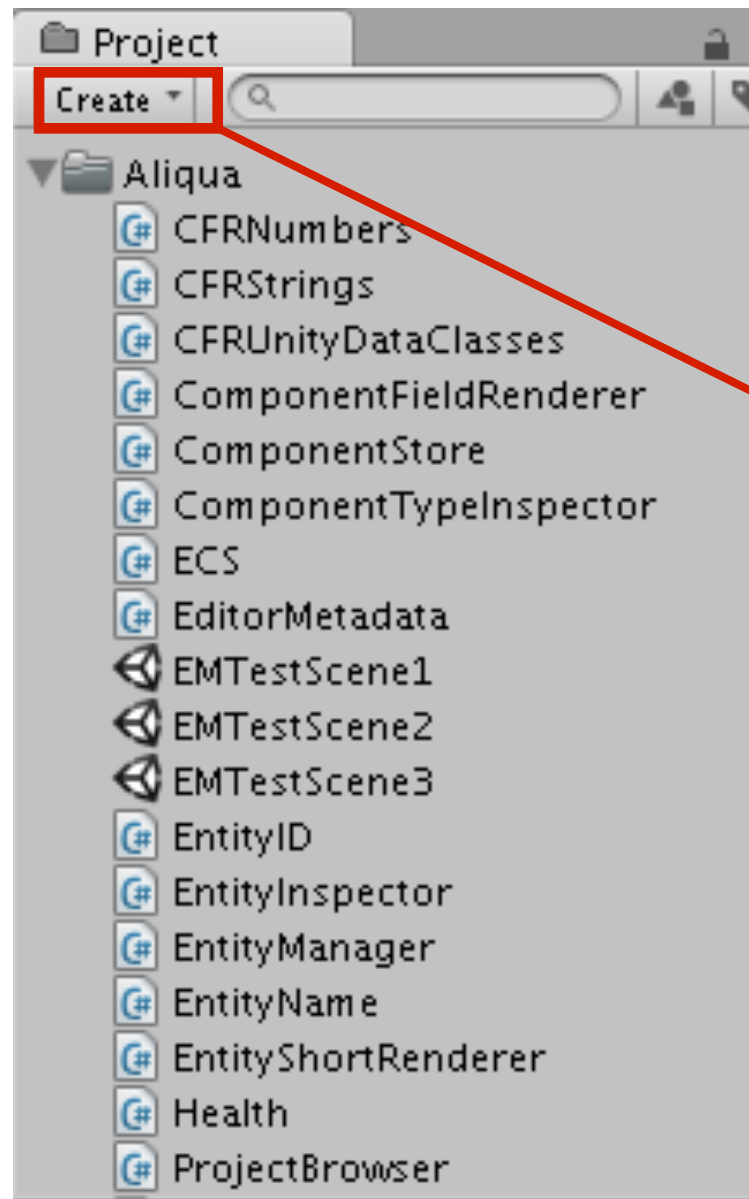 Project
Create
Aliqua
CFRNumbers
CFRStrings
CFRUnityDataClasses
ComponentFieldRenderer
ComponentStore
ComponentTypeInspector
ECS
EditorMetadata
EMTestScene1
EMTestScene2
EMTestScene3
EntityID
EntityInspector
EntityManager
EntityName
EntityShortRenderer
Health
ProjectBrowser